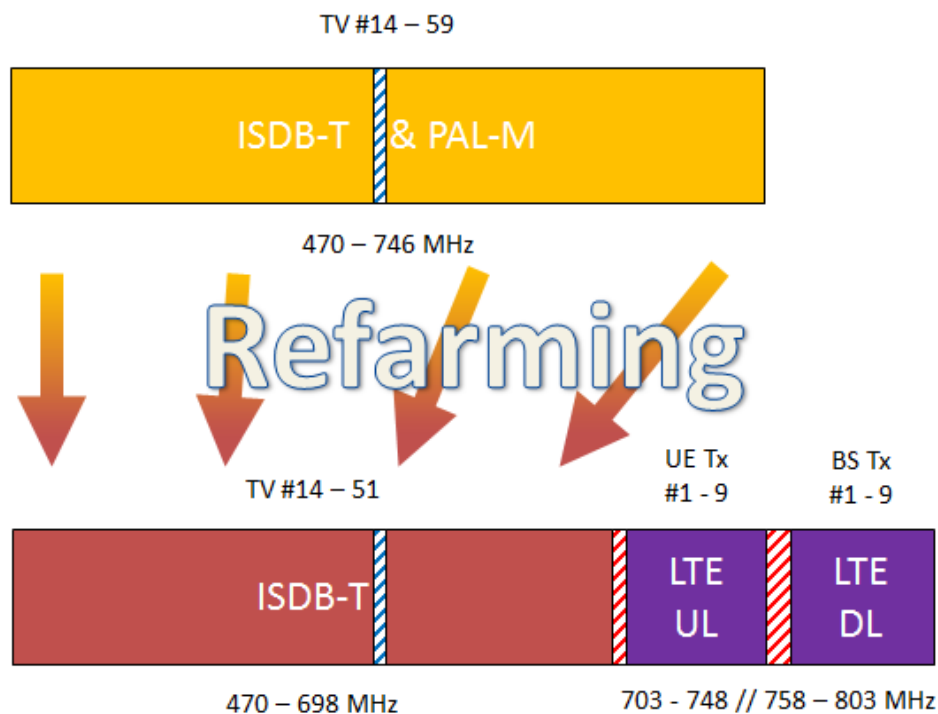 TV #14 – 59
ISDB-T & PAL-M
470 – 746 MHz
Refarming
TV #14 – 51
UE Tx
#1 - 9
BS Tx
#1 - 9
ISDB-T
LTE
UL
LTE
DL
470 – 698 MHz
703 - 748 // 758 – 803 MHz